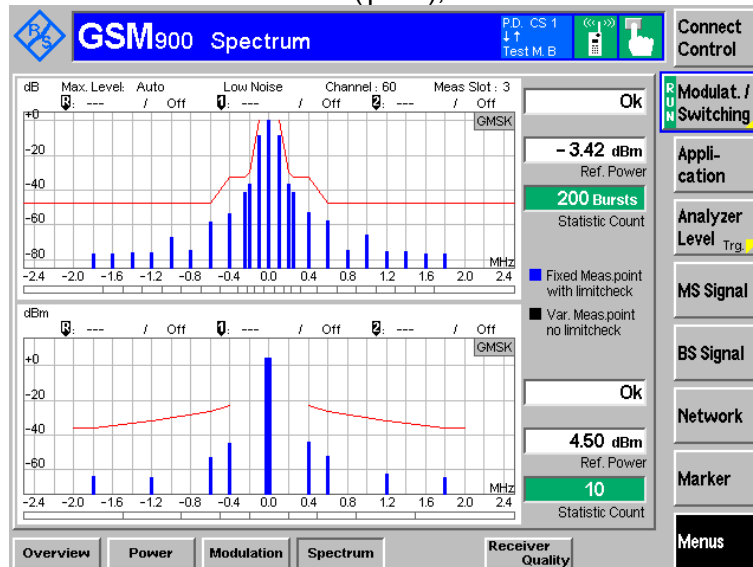 GSM900 Spectrum
P.D. CS 1
Test M. B
Connect Control
dB Max. Level: Auto Low Noise Channel : 60 Meas Slot : 3
R: --- / Off 1: --- / Off 2: --- / Off
GMSK
+0
-20
-40
-60
-80
MHz
-2.4 -2.0 -1.6 -1.2 -0.8 -0.4 0.0 0.4 0.8 1.2 1.6 2.0 2.4
Ok
- 3.42 dBm
Ref. Power
200 Bursts
Statistic Count
Fixed Meas.point
with limitcheck
Var. Meas.point
no limitcheck
dBm
R: --- / Off 1: --- / Off 2: --- / Off
GMSK
+0
-20
-40
-60
MHz
-2.4 -2.0 -1.6 -1.2 -0.8 -0.4 0.0 0.4 0.8 1.2 1.6 2.0 2.4
Ok
4.50 dBm
Ref. Power
10
Statistic Count
RUN
Modulat. /
Switching
Appli-
cation
Analyzer
Level Trg.
MS Signal
BS Signal
Network
Marker
Menus
Overview
Power
Modulation
Spectrum
Receiver
Quality